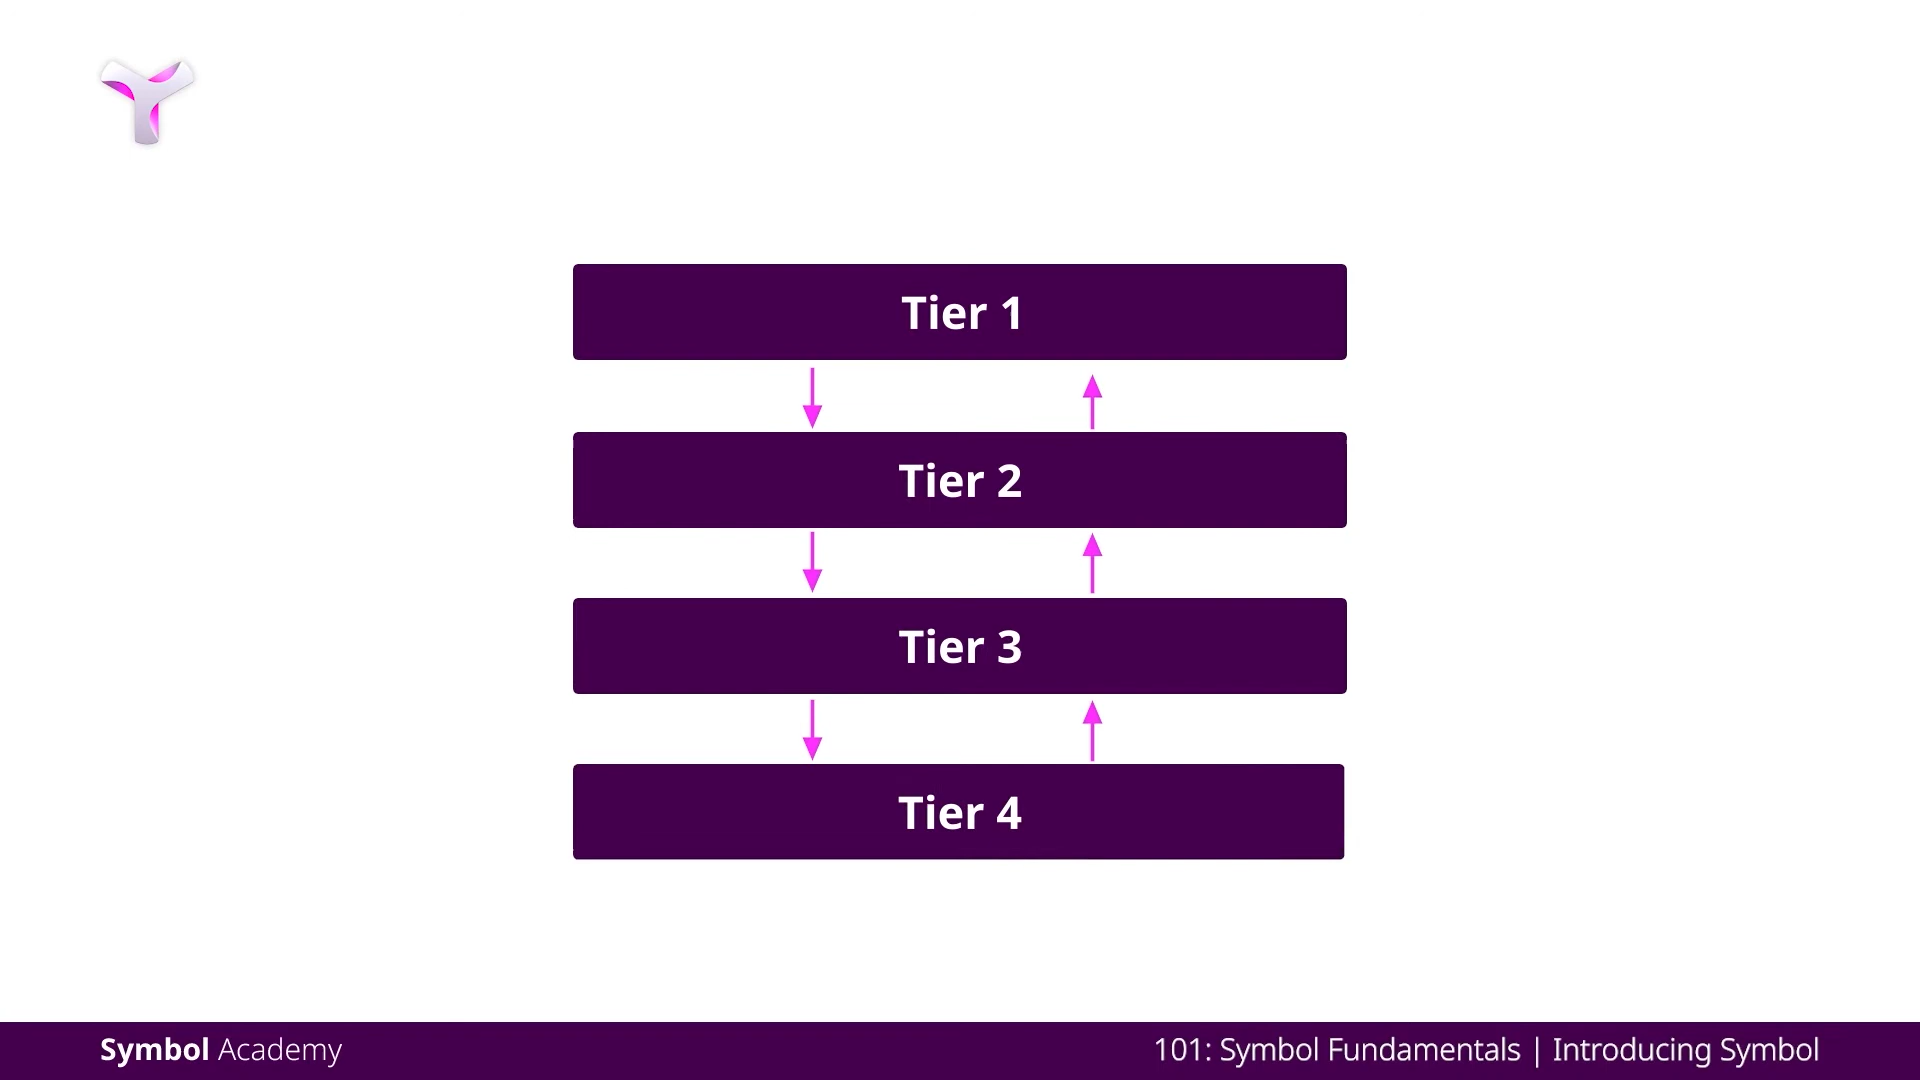 Tier 1
Tier 2
Tier 3
Tier 4
Symbol Academy
101: Symbol Fundamentals | Introducing Symbol